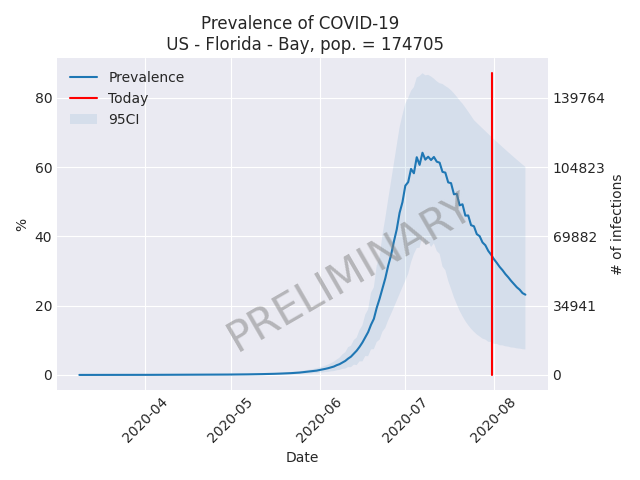 Prevalence of COVID-19
US - Florida - Bay, pop. = 174705
Prevalence
Today
95CI
80
60
40
20
0
%
139764
104823
69882
34941
0
# of infections
PRELIMINARY
2020-04
2020-05
2020-06
2020-07
2020-08
Date